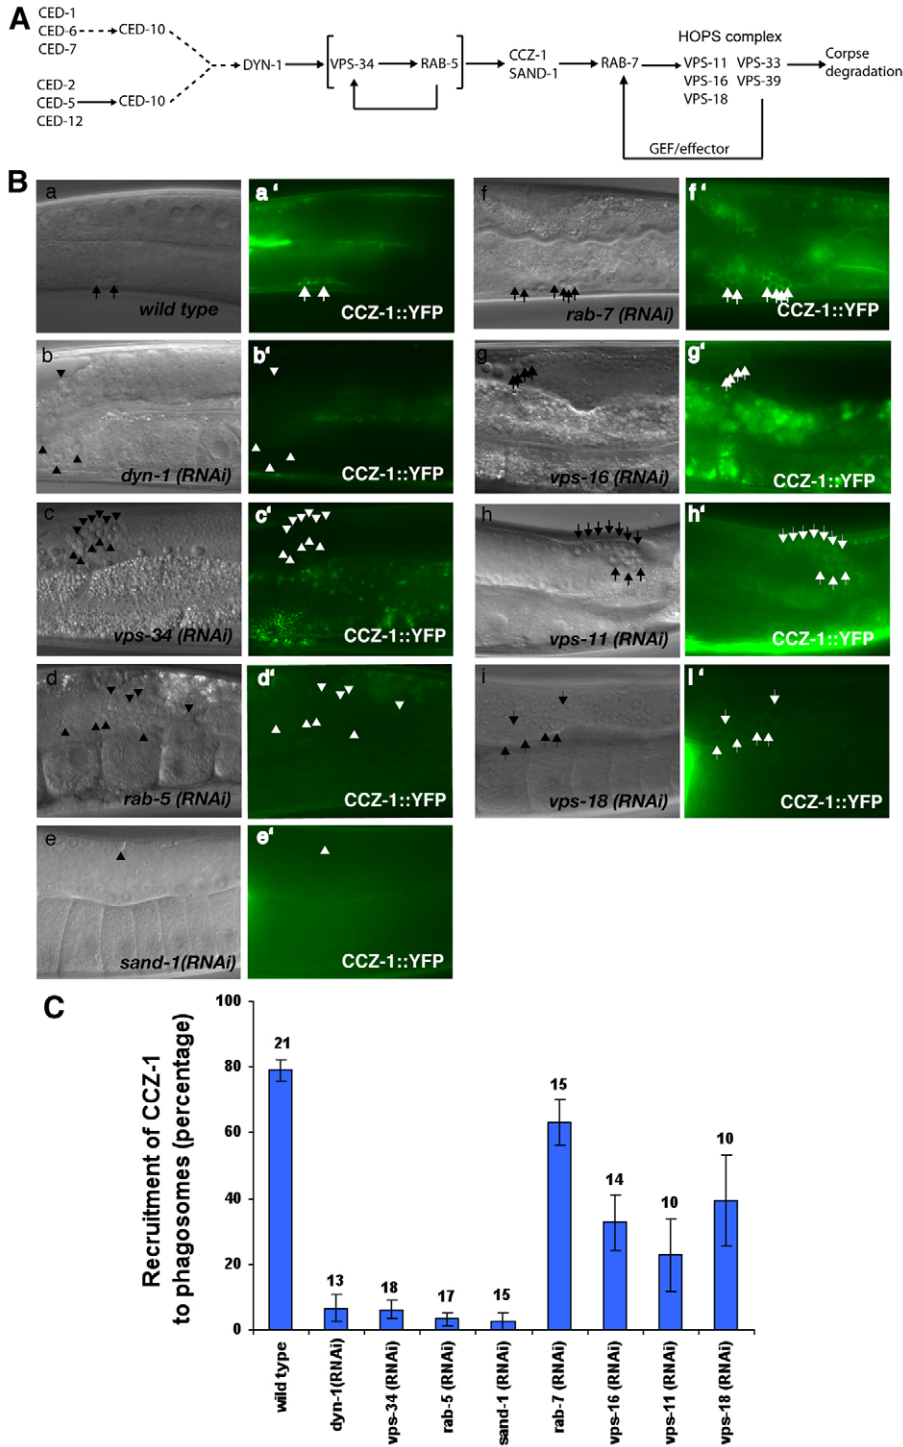 A
CED-1
CED-6
CED-7
CED-10
CED-2
CED-5
CED-12
CED-10
DYN-1
VPS-34
RAB-5
CCZ-1
SAND-1
RAB-7
HOPS complex
VPS-11 VPS-33
VPS-16 VPS-39
VPS-18
Corpse
degradation
GEF/effector
B
a
wild type
a'
CCZ-1::YFP
b
dyn-1 (RNAi)
b'
CCZ-1::YFP
c
vps-34 (RNAi)
c'
CCZ-1::YFP
d
rab-5 (RNAi)
d'
CCZ-1::YFP
e
sand-1(RNAi)
e'
CCZ-1::YFP
f
rab-7 (RNAi)
f'
CCZ-1::YFP
g
vps-16 (RNAi)
g'
CCZ-1::YFP
h
vps-11 (RNAi)
h'
CCZ-1::YFP
i
vps-18 (RNAi)
I'
CCZ-1::YFP
C
Recruitment of CCZ-1
to phagosomes (percentage)
100
80
60
40
20
0
21
13
18
17
15
15
14
10
10
wild type
dyn-1(RNAi)
vps-34 (RNAi)
rab-5 (RNAi)
sand-1 (RNAi)
rab-7 (RNAi)
vps-16 (RNAi)
vps-11 (RNAi)
vps-18 (RNAi)